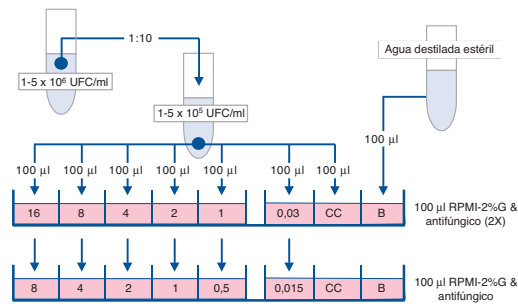 1:10
Agua destilada estéril
1-5 x 10⁶ UFC/ml
1-5 x 10⁵ UFC/ml
100 µl
100 µl 100 µl 100 µl 100 µl 100 µl 100 µl 100 µl
16 8 4 2 1 0,03 CC B
100 µl RPMI-2%G &
antifúngico (2X)
8 4 2 1 0,5 0,015 CC B
100 µl RPMI-2%G &
antifúngico